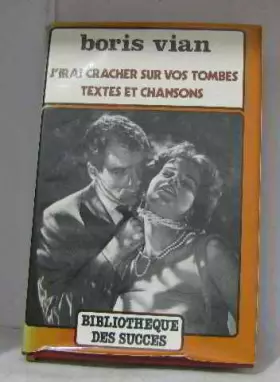 boris vian
J'IRAI CRACHER SUR VOS TOMBES
TEXTES ET CHANSONS
BIBLIOTHEQUE
DES SUCCES